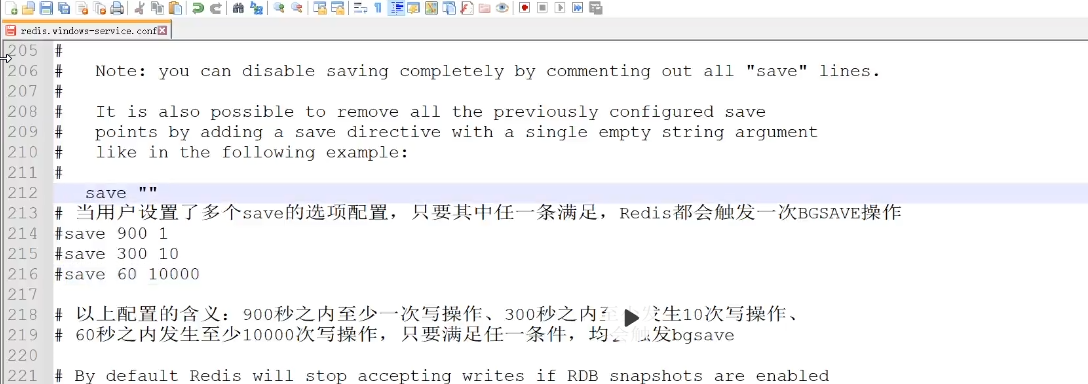 redis.windows-service.conf
205 #
206 #   Note: you can disable saving completely by commenting out all "save" lines.
207 #
208 #   It is also possible to remove all the previously configured save
209 #   points by adding a save directive with a single empty string argument
210 #   like in the following example:
211 #
212   save ""
213 # 当用户设置了多个save的选项配置，只要其中任一条满足，Redis都会触发一次BGSAVE操作
214 #save 900 1
215 #save 300 10
216 #save 60 10000
217
218 # 以上配置的含义：900秒之内至少一次写操作、300秒之内至发生10次写操作、
219 # 60秒之内发生至少10000次写操作，只要满足任一条件，均会触发bgsave
220
221 # By default Redis will stop accepting writes if RDB snapshots are enabled